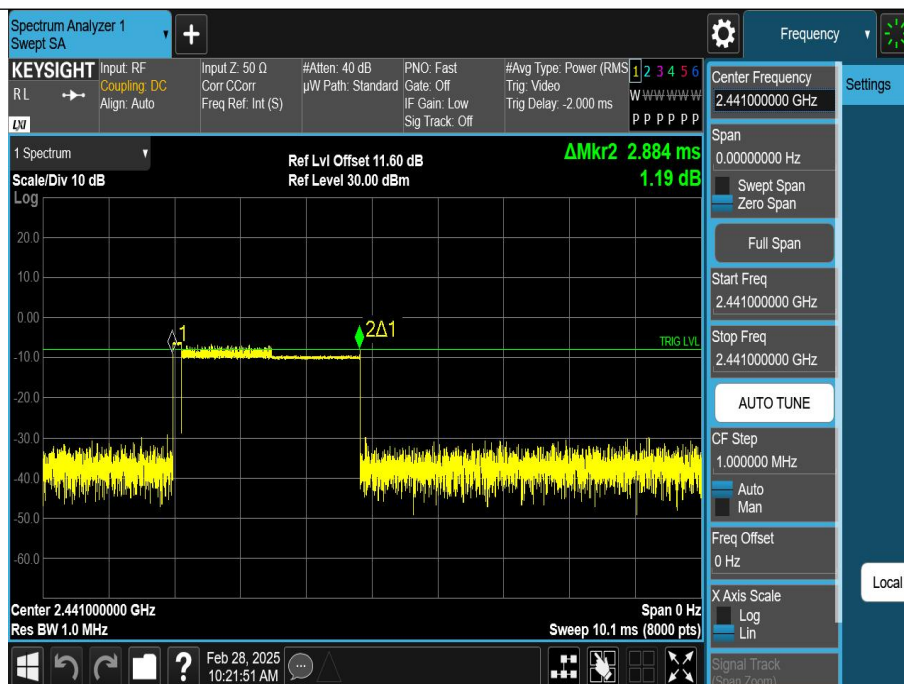 Spectrum Analyzer 1
Swept SA
+
Frequency
KEYSIGHT
RL
LXI
Input: RF
Coupling: DC
Align: Auto
Input Z: 50 Ω
Corr CCorr
Freq Ref: Int (S)
#Atten: 40 dB
µW Path: Standard
PNO: Fast
Gate: Off
IF Gain: Low
Sig Track: Off
#Avg Type: Power (RMS
Trig: Video
Trig Delay: -2.000 ms
1 2 3 4 5 6
W W W W W W
P P P P P P
Center Frequency
2.441000000 GHz
Settings
1 Spectrum
Scale/Div 10 dB
Ref Lvl Offset 11.60 dB
Ref Level 30.00 dBm
ΔMkr2 2.884 ms
1.19 dB
Log
20.0
10.0
0.00
-10.0
-20.0
-30.0
-40.0
-50.0
-60.0
1
2Δ1
TRIG LVL
Center 2.441000000 GHz
Res BW 1.0 MHz
Span 0 Hz
Sweep 10.1 ms (8000 pts)
Span
0.00000000 Hz
Swept Span
Zero Span
Full Span
Start Freq
2.441000000 GHz
Stop Freq
2.441000000 GHz
AUTO TUNE
CF Step
1.000000 MHz
Auto
Man
Freq Offset
0 Hz
X Axis Scale
Log
Lin
Signal Track
(Span Zoom)
Local
?
Feb 28, 2025
10:21:51 AM